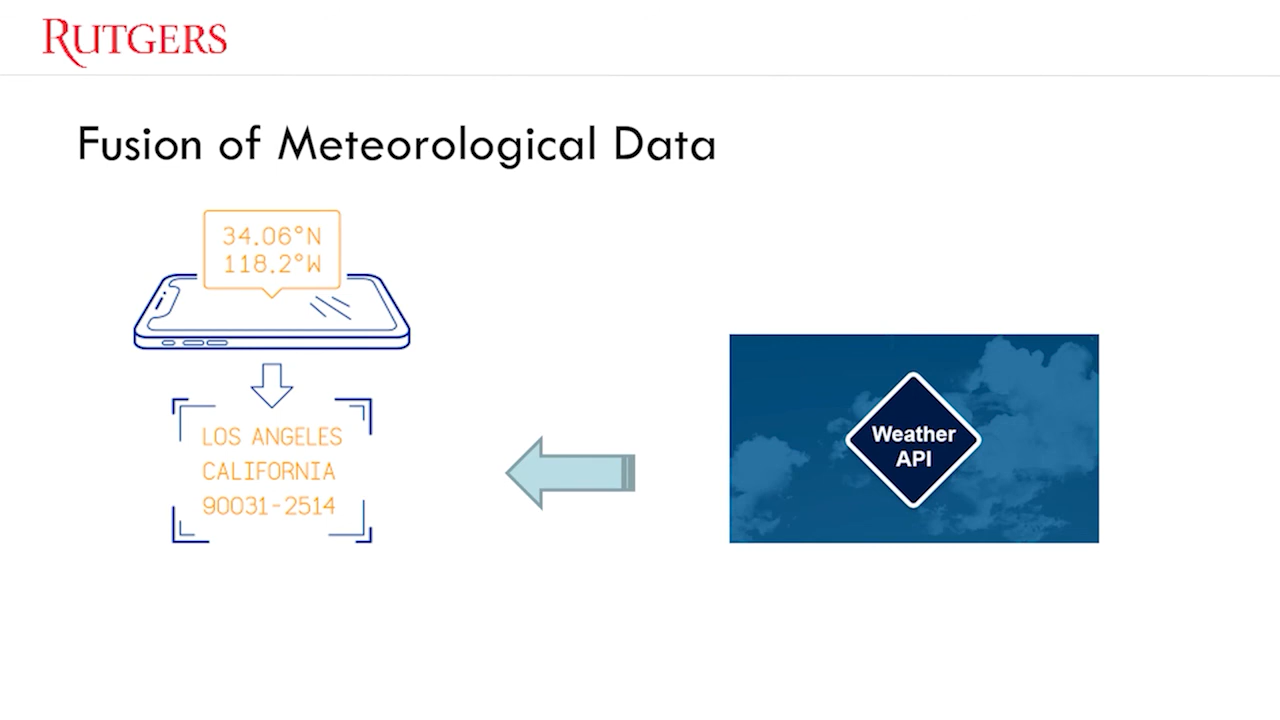 RUTGERS
Fusion of Meteorological Data
34.06°N
118.2°W
LOS ANGELES
CALIFORNIA
90031-2514
Weather
API